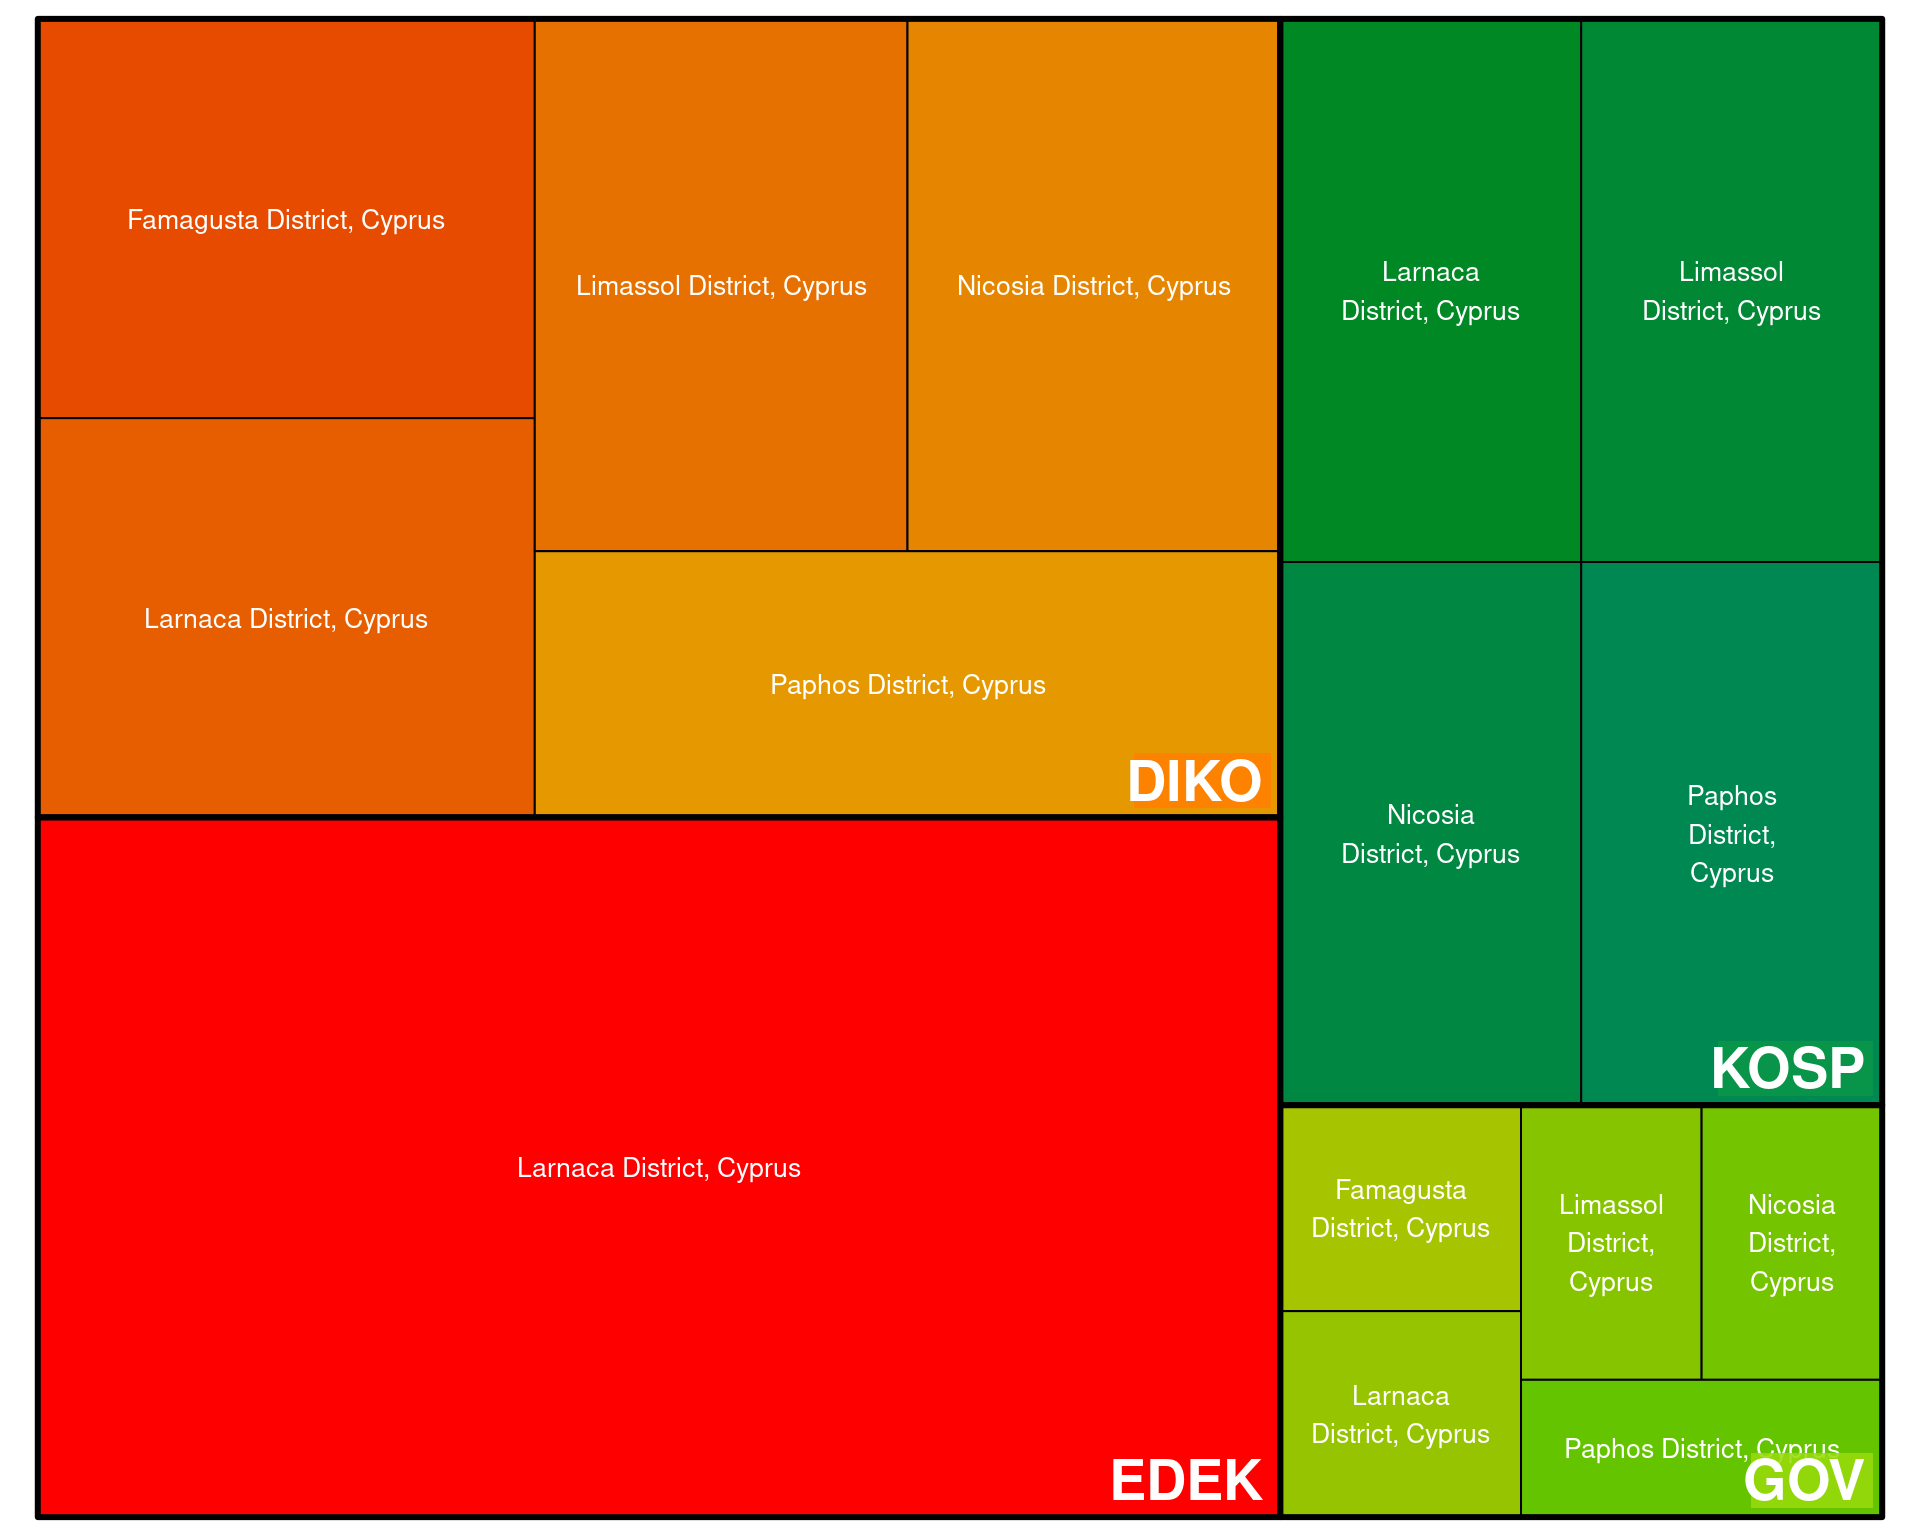 Famagusta District, Cyprus
Limassol District, Cyprus
Nicosia District, Cyprus
Larnaca District, Cyprus
Paphos District, Cyprus
DIKO
Larnaca District, Cyprus
EDEK
Larnaca
District, Cyprus
Limassol
District, Cyprus
Nicosia
District, Cyprus
Paphos
District,
Cyprus
KOSP
Famagusta
District, Cyprus
Limassol
District,
Cyprus
Nicosia
District,
Cyprus
Larnaca
District, Cyprus
Paphos District, Cyprus
GOV